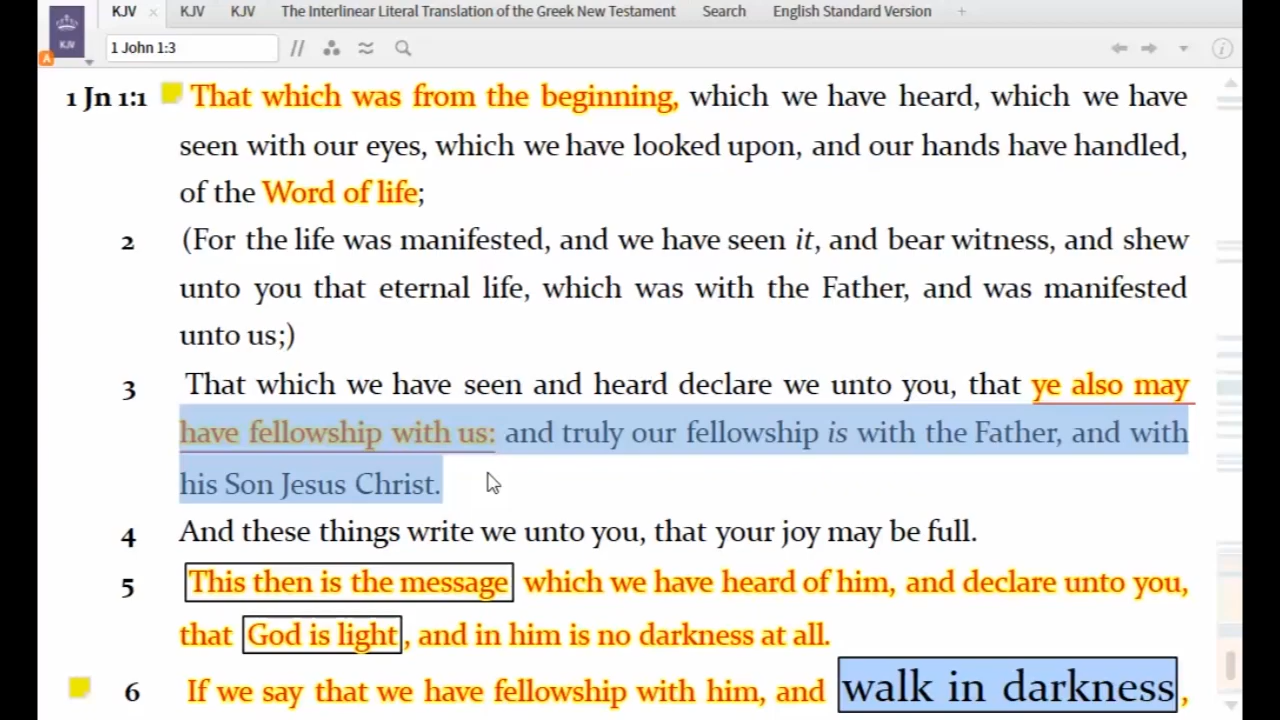 KJV KJV KJV The Interlinear Literal Translation of the Greek New Testament Search English Standard Version
KJV
A
1 John 1:3
1 Jn 1:1 That which was from the beginning, which we have heard, which we have
seen with our eyes, which we have looked upon, and our hands have handled,
of the Word of life;
2 (For the life was manifested, and we have seen it, and bear witness, and shew
unto you that eternal life, which was with the Father, and was manifested
unto us;)
3 That which we have seen and heard declare we unto you, that ye also may
have fellowship with us: and truly our fellowship is with the Father, and with
his Son Jesus Christ.
4 And these things write we unto you, that your joy may be full.
5 This then is the message which we have heard of him, and declare unto you,
that God is light, and in him is no darkness at all.
6 If we say that we have fellowship with him, and walk in darkness,